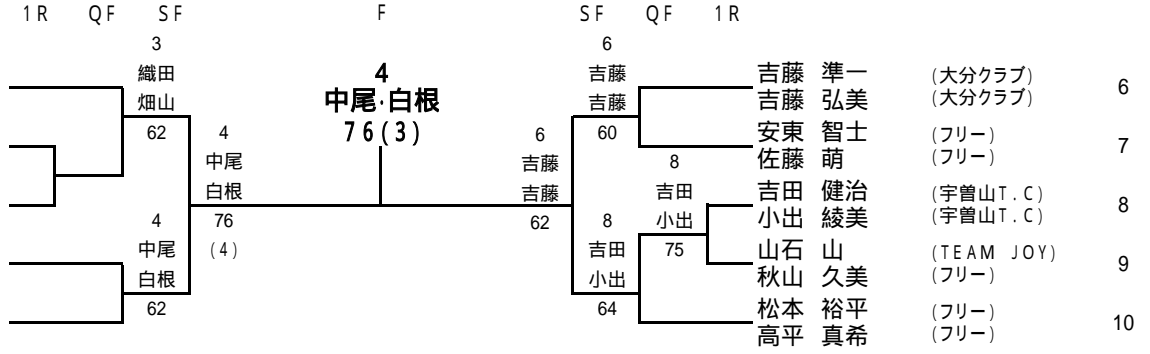 1R QF SF F SF QF 1R
3
織田
畑山
62
4
中尾
白根
76
(4)
4
中尾
白根
62
4
中尾・白根
76(3)
6
吉藤
吉藤
62
6
吉藤
吉藤
60
8
吉田
小出
64
8
吉田
小出
75
吉藤 準一 (大分クラブ)
吉藤 弘美 (大分クラブ)
6
安東 智士 (フリー)
佐藤 萌 (フリー)
7
吉田 健治 (宇曽山T.C)
小出 綾美 (宇曽山T.C)
8
山石 山 (TEAM JOY)
秋山 久美 (フリー)
9
松本 裕平 (フリー)
高平 真希 (フリー)
10